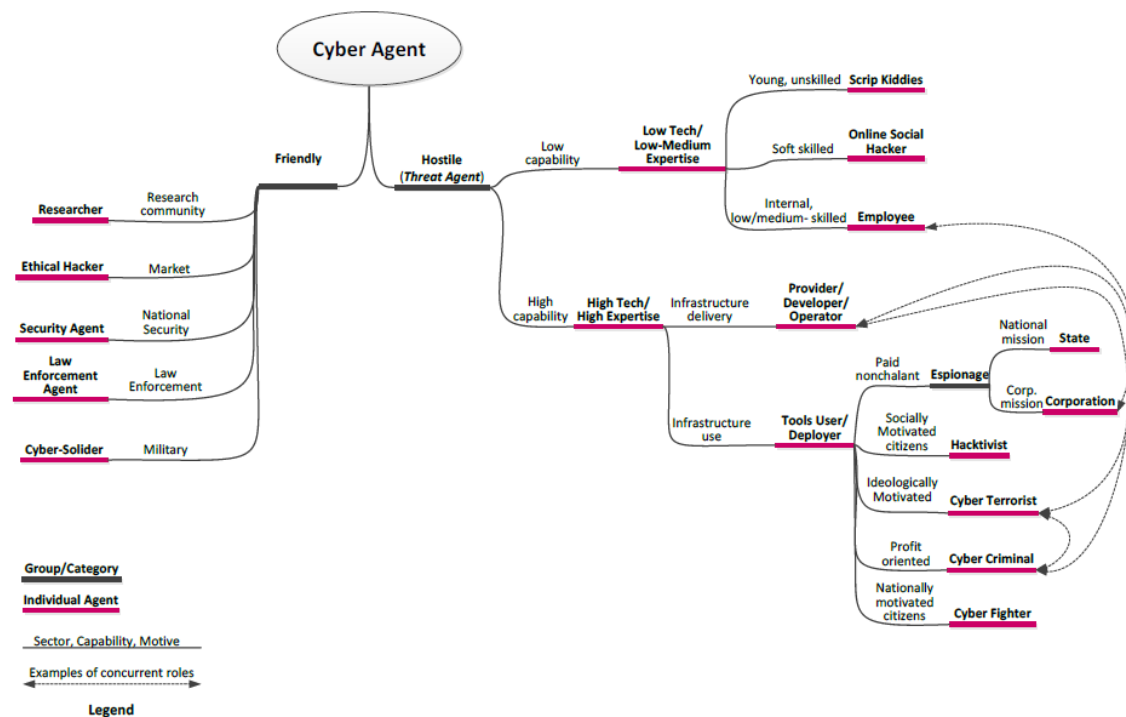 Cyber Agent
Friendly
Researcher
Research
community
Ethical Hacker
Market
Security Agent
National
Security
Law
Enforcement
Agent
Law
Enforcement
Cyber-Solider
Military
Hostile
(Threat Agent)
Low
capability
Low Tech/
Low-Medium
Expertise
Young, unskilled
Scrip Kiddies
Soft skilled
Online Social
Hacker
Internal,
low/medium- skilled
Employee
High
capability
High Tech/
High Expertise
Infrastructure
delivery
Provider/
Developer/
Operator
Infrastructure
use
Tools User/
Deployer
Paid
nonchalant
Espionage
National
mission
State
Corp.
mission
Corporation
Socially
Motivated
citizens
Hacktivist
Ideologically
Motivated
Cyber Terrorist
Profit
oriented
Cyber Criminal
Nationally
motivated
citizens
Cyber Fighter
Group/Category
Individual Agent
Sector, Capability, Motive
Examples of concurrent roles
Legend